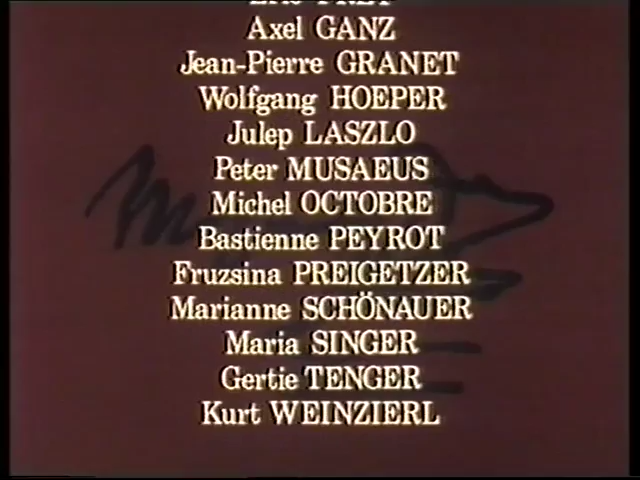 Axel GANZ
Jean-Pierre GRANET
Wolfgang HOEPER
Julep LASZLO
Peter MUSAEUS
Michel OCTOBRE
Bastienne PEYROT
Fruzsina PREIGETZER
Marianne SCHÖNAUER
Maria SINGER
Gertie TENGER
Kurt WEINZIERL